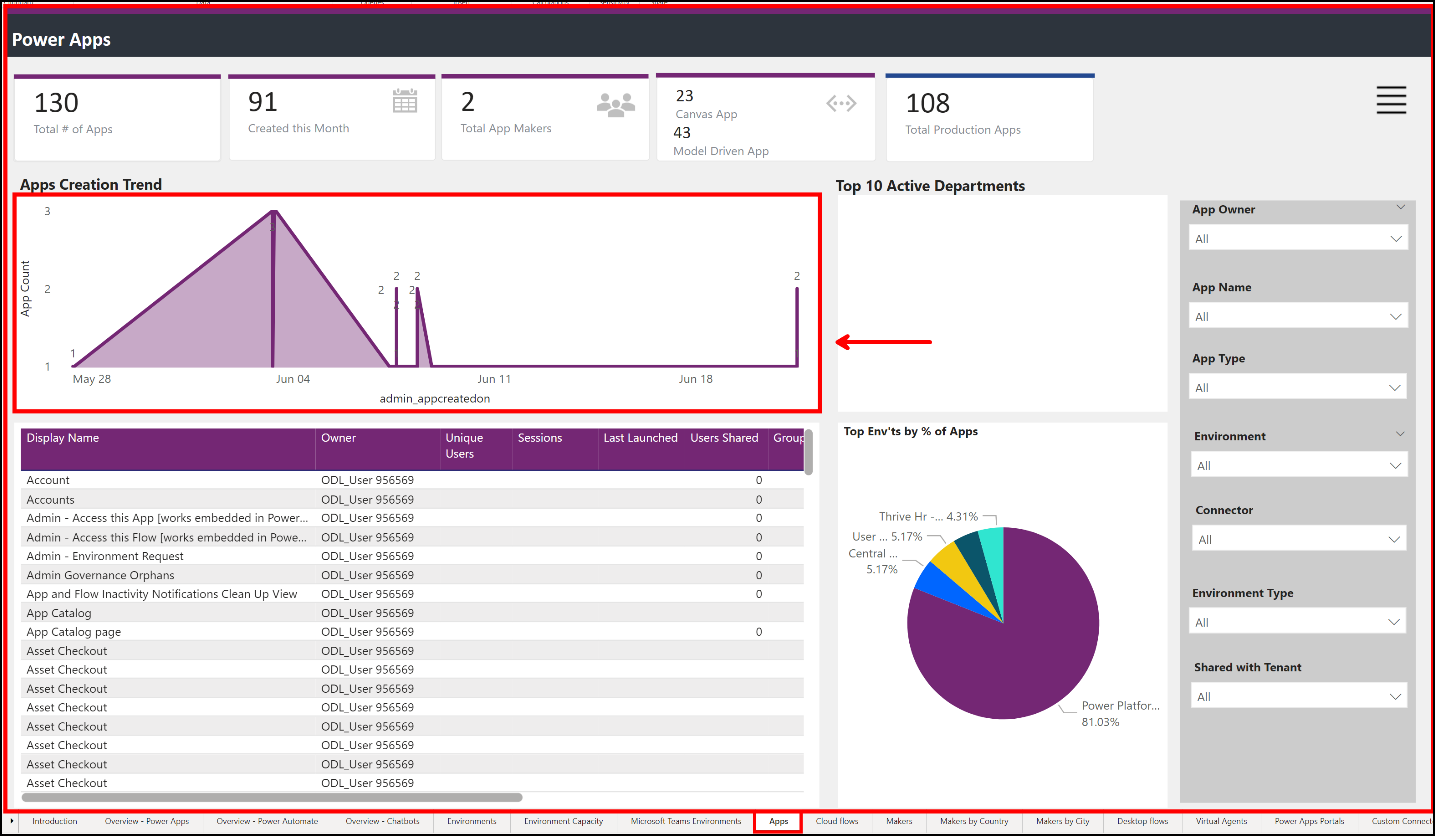 Power Apps
130
Total # of Apps
91
Created this Month
2
Total App Makers
23
Canvas App
43
Model Driven App
108
Total Production Apps
Apps Creation Trend
3
2
1
App Count
1
2
2
2
2
2
May 28
Jun 04
Jun 11
Jun 18
admin_appcreatedon
Top 10 Active Departments
App Owner
All
App Name
All
App Type
All
Environment
All
Connector
All
Environment Type
All
Shared with Tenant
All
Display Name Owner Unique Users Sessions Last Launched Users Shared Group
Account ODL_User 956569 0
Accounts ODL_User 956569 0
Admin - Access this App [works embedded in Power... ODL_User 956569 0
Admin - Access this Flow [works embedded in Powe... ODL_User 956569 0
Admin - Environment Request ODL_User 956569 0
Admin Governance Orphans ODL_User 956569 0
App and Flow Inactivity Notifications Clean Up View ODL_User 956569 0
App Catalog ODL_User 956569
App Catalog page ODL_User 956569 0
Asset Checkout ODL_User 956569
Asset Checkout ODL_User 956569
Asset Checkout ODL_User 956569
Asset Checkout ODL_User 956569
Asset Checkout ODL_User 956569
Asset Checkout ODL_User 956569
Asset Checkout ODL_User 956569
Asset Checkout ODL_User 956569
Top Env'ts by % of Apps
Thrive Hr -... 4.31%
User ... 5.17%
Central ...
5.17%
Power Platfor...
81.03%
Introduction Overview - Power Apps Overview - Power Automate Overview - Chatbots Environments Environment Capacity Microsoft Teams Environments Apps Cloud flows Makers Makers by Country Makers by City Desktop flows Virtual Agents Power Apps Portals Custom Connect